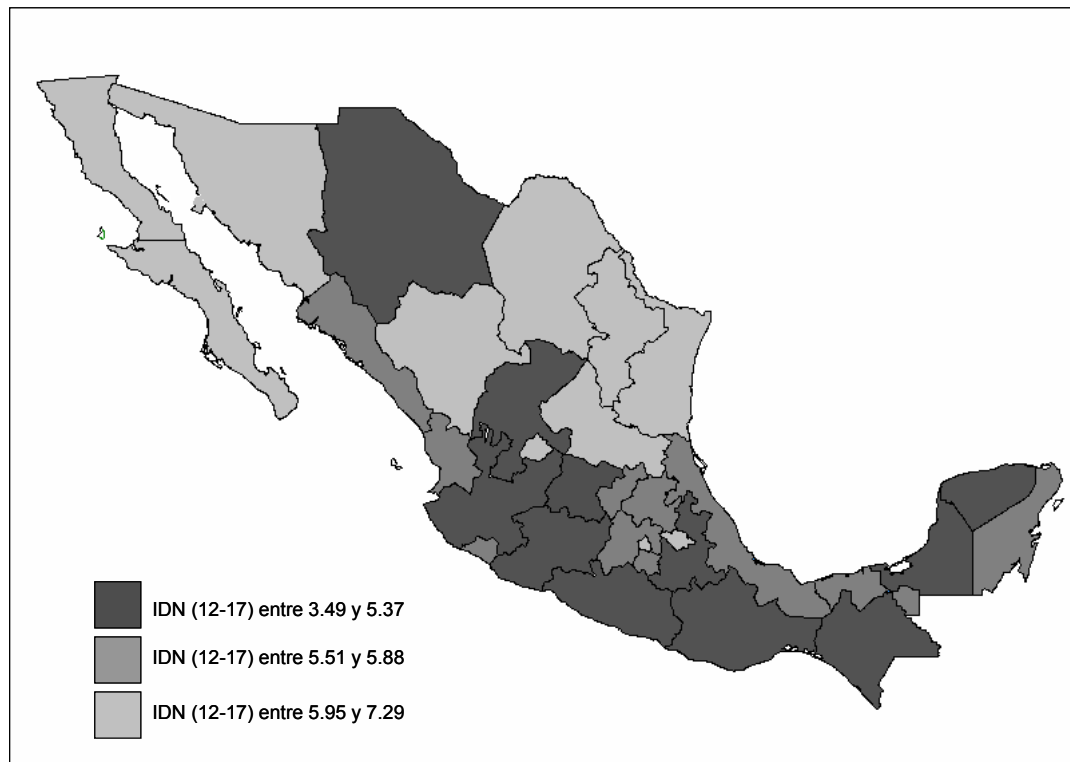 IDN (12-17) entre 3.49 y 5.37
IDN (12-17) entre 5.51 y 5.88
IDN (12-17) entre 5.95 y 7.29